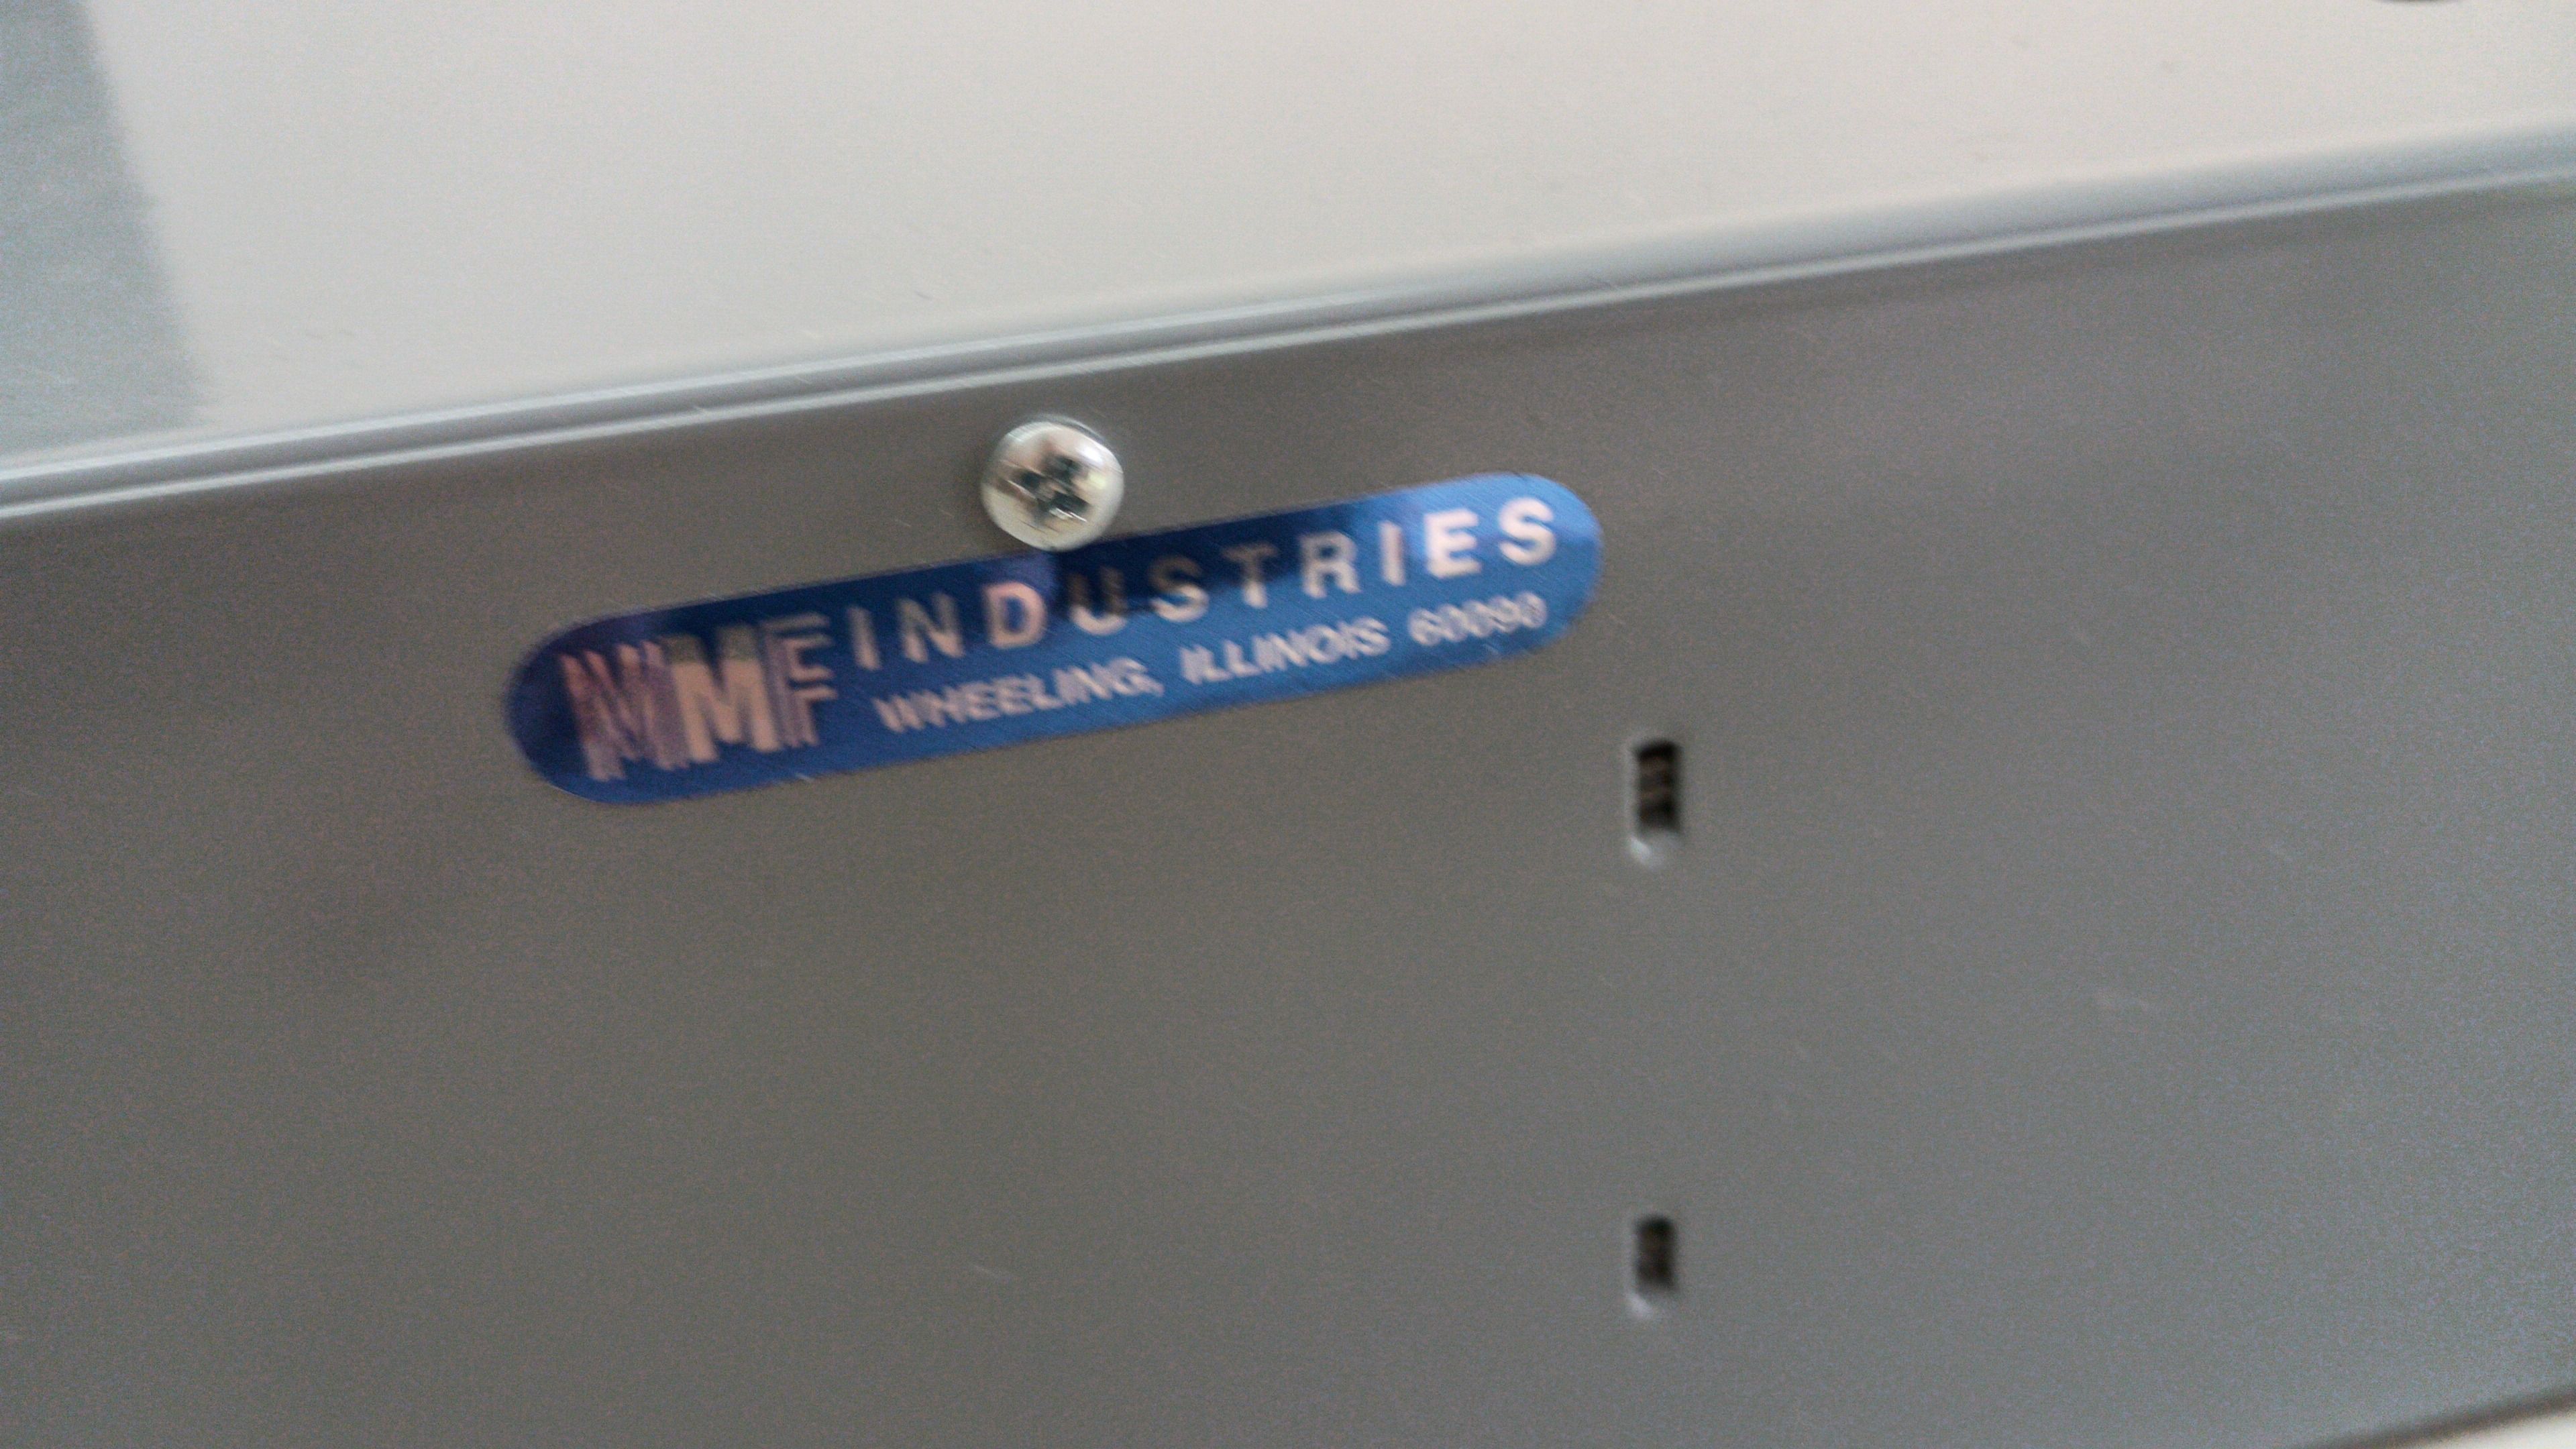 MMF INDUSTRIES
WHEELING, ILLINOIS 60090